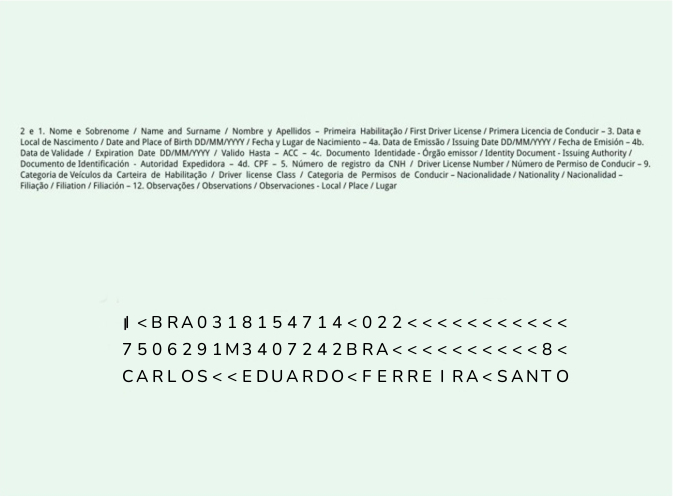 2 e 1. Nome e Sobrenome / Name and Surname / Nombre y Apellidos – Primeira Habilitação / First Driver License / Primera Licencia de Conducir – 3. Data e
Local de Nascimento / Date and Place of Birth DD/MM/YYYY / Fecha y Lugar de Nacimiento – 4a. Data de Emissão / Issuing Date DD/MM/YYYY / Fecha de Emisión – 4b.
Data de Validade / Expiration Date DD/MM/YYYY / Valido Hasta – ACC – 4c. Documento Identidade - Órgão emissor / Identity Document - Issuing Authority /
Documento de Identificación - Autoridad Expedidora – 4d. CPF – 5. Número de registro da CNH / Driver License Number / Número de Permiso de Conducir – 9.
Categoria de Veículos da Carteira de Habilitação / Driver license Class / Categoria de Permisos de Conducir – Nacionalidade / Nationality / Nacionalidad –
Filiação / Filiation / Filiación – 12. Observações / Observations / Observaciones - Local / Place / Lugar
I<BRA0318154714<022<<<<<<<<<<<
7506291M3407242BRA<<<<<<<<<<8<
CARLOS<<EDUARDO<FERREIRA<SANTO